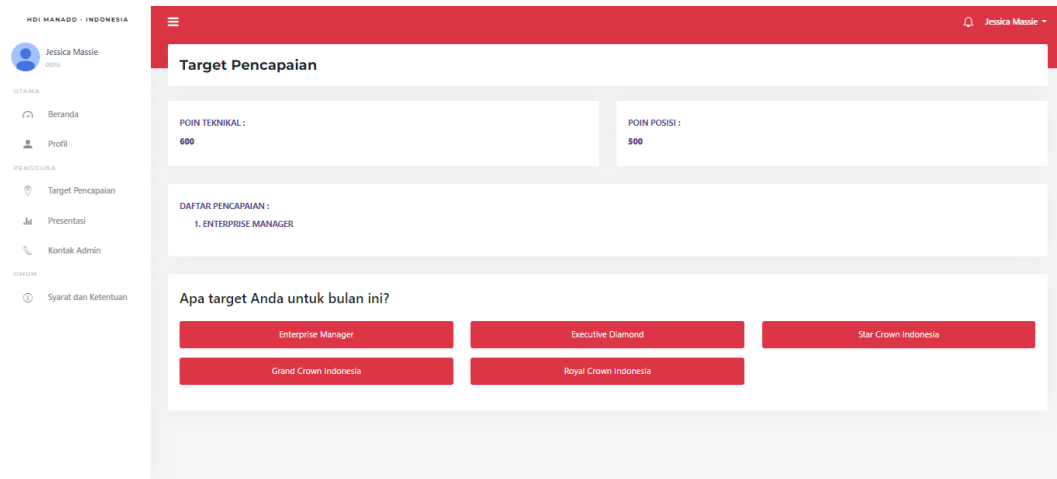 HDI MANADO - INDONESIA
Jessica Massie
0015
UTAMA
Beranda
Profil
PENGGUNA
Target Pencapaian
Presentasi
Kontak Admin
UMUM
Syarat dan Ketentuan
Jessica Massie
Target Pencapaian
POIN TEKNIKAL :
600
POIN POSISI :
500
DAFTAR PENCAPAIAN :
1. ENTERPRISE MANAGER
Apa target Anda untuk bulan ini?
Enterprise Manager
Executive Diamond
Star Crown Indonesia
Grand Crown Indonesia
Royal Crown Indonesia